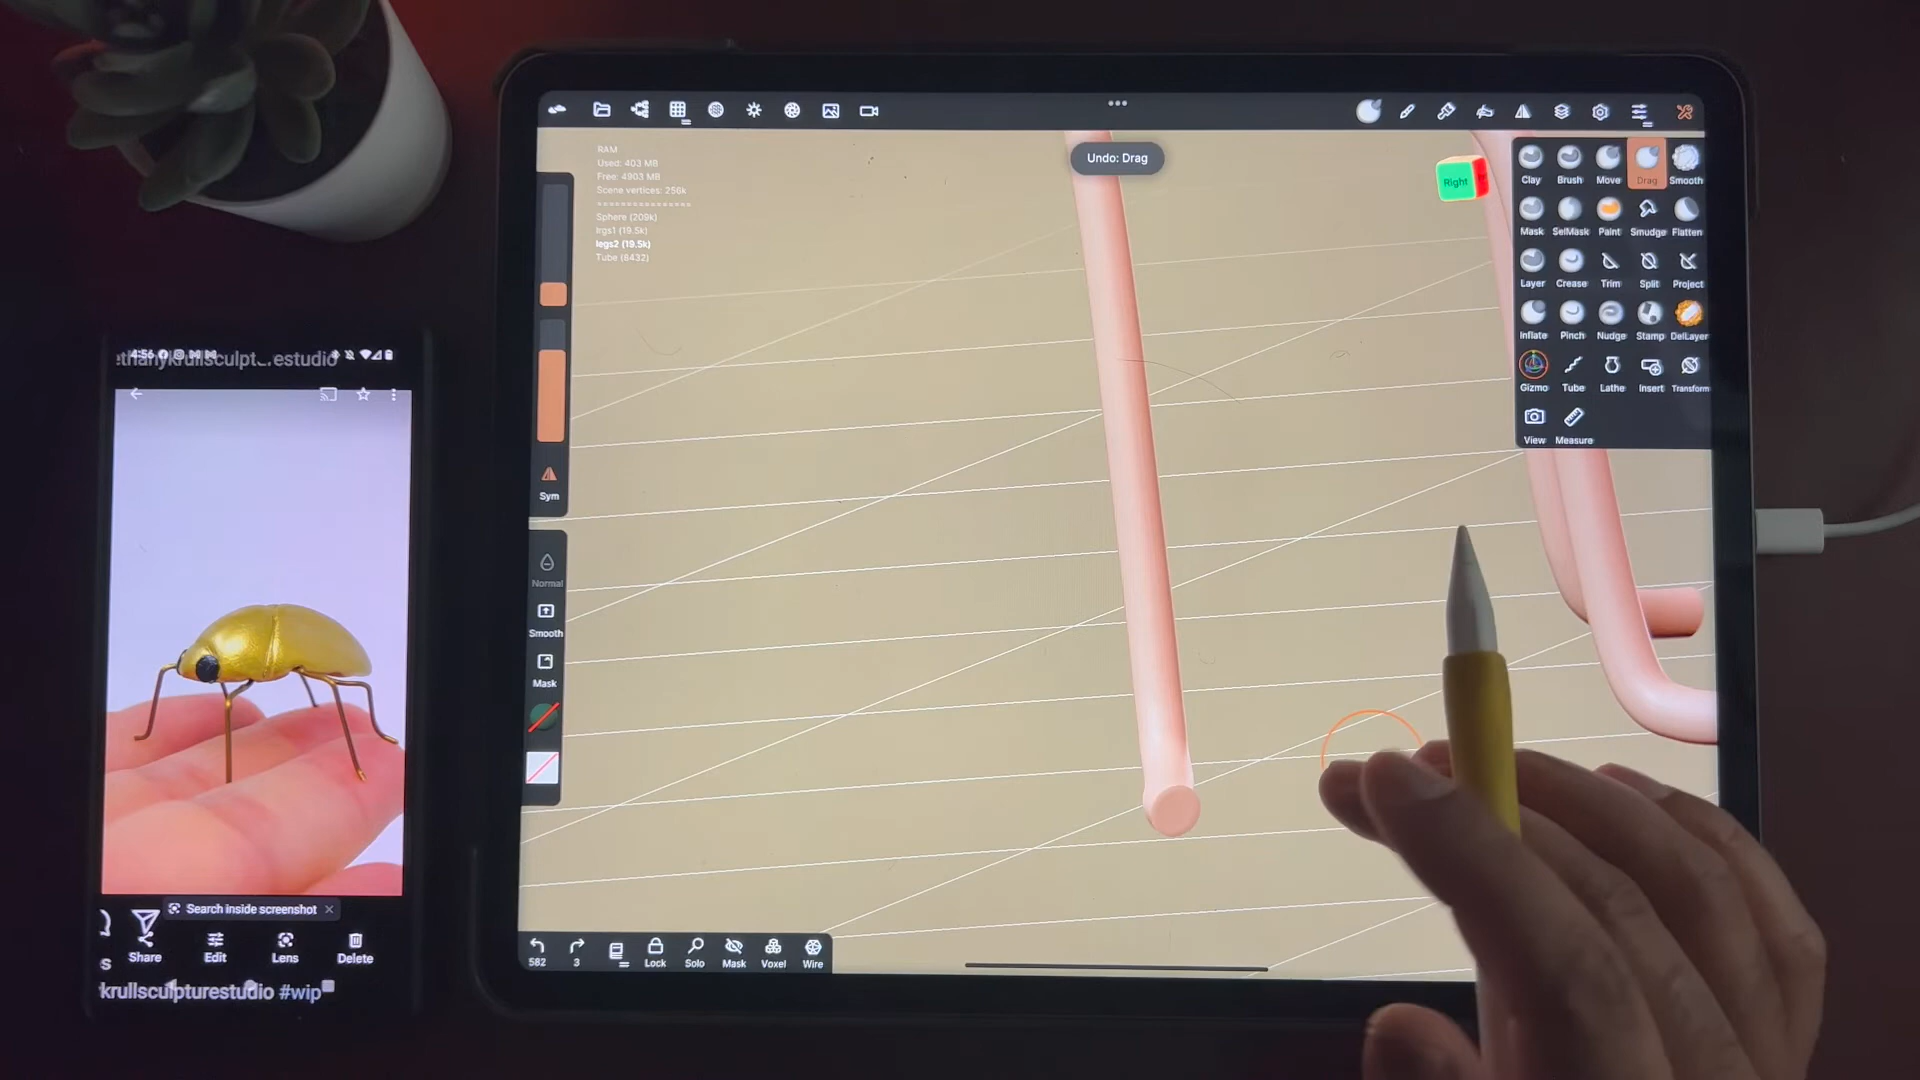 RAM
Used: 403 MB
Free: 4903 MB
Scene vertices: 256k
================
Sphere (209k)
lrgs1 (19.5k)
legs2 (19.5k)
Tube (8432)
Undo: Drag
Right
Clay Brush Move Drag Smooth
Mask SelMask Paint Smudge Flatten
Layer Crease Trim Split Project
Inflate Pinch Nudge Stamp DelLayer
Gizmo Tube Lathe Insert Transform
View Measure
Sym
Normal
Smooth
Mask
582 3 Lock Solo Mask Voxel Wire
4:56
Search inside screenshot
s Share Edit Lens Delete
krullsculpturestudio #wip